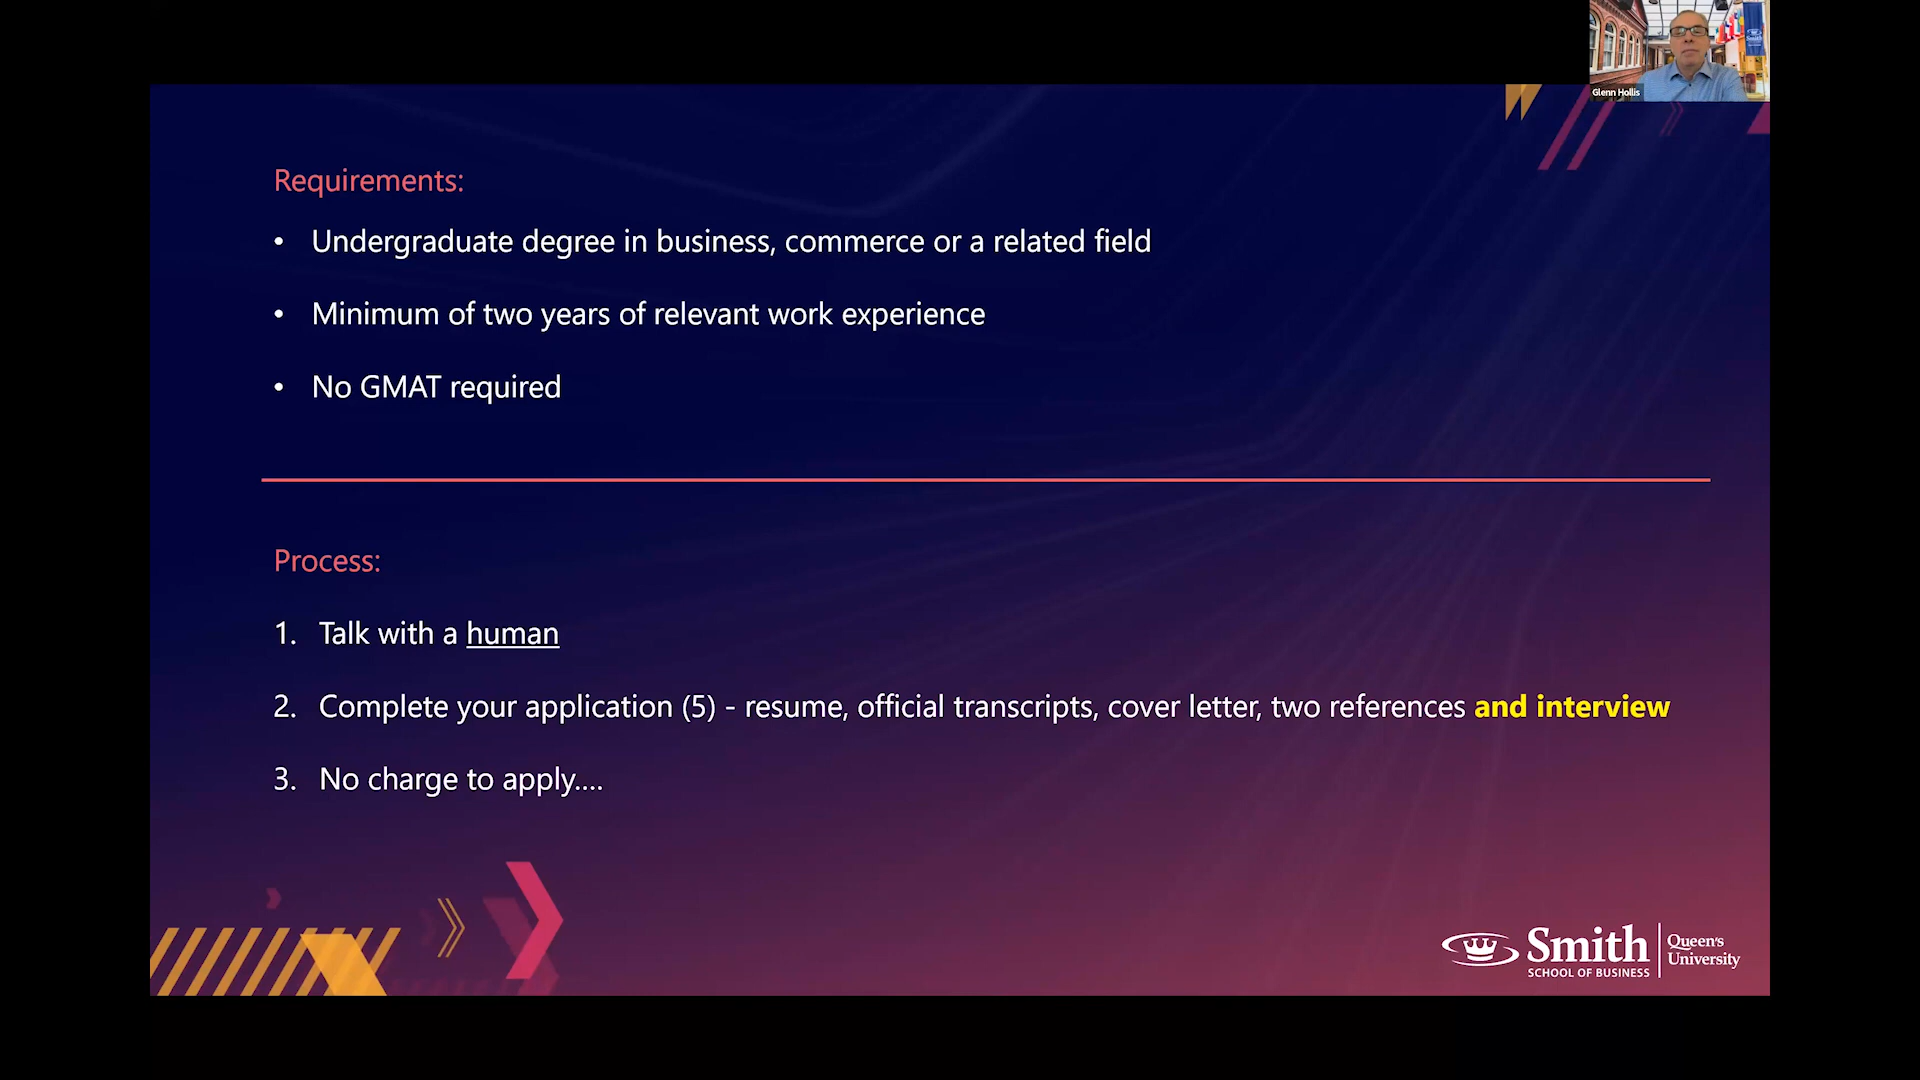 Glenn Hollis
Requirements:
• Undergraduate degree in business, commerce or a related field
• Minimum of two years of relevant work experience
• No GMAT required
Process:
1. Talk with a human
2. Complete your application (5) - resume, official transcripts, cover letter, two references and interview
3. No charge to apply....
Smith
SCHOOL OF BUSINESS
Queen's
University